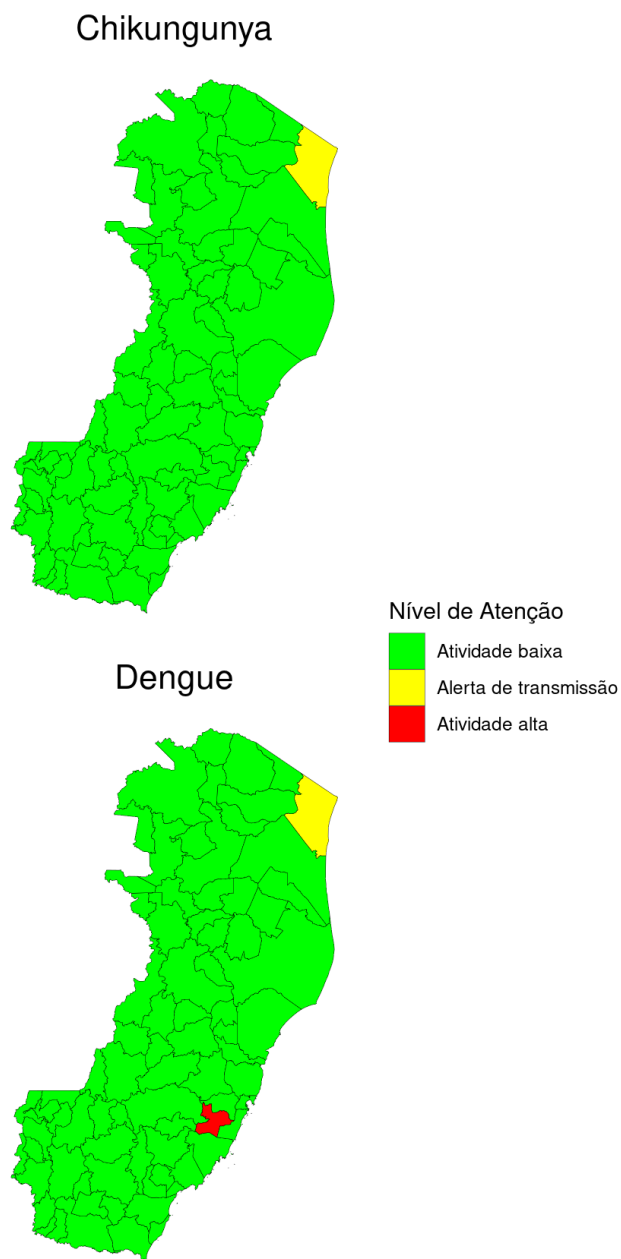 Chikungunya
Nível de Atenção
Atividade baixa
Alerta de transmissão
Atividade alta
Dengue